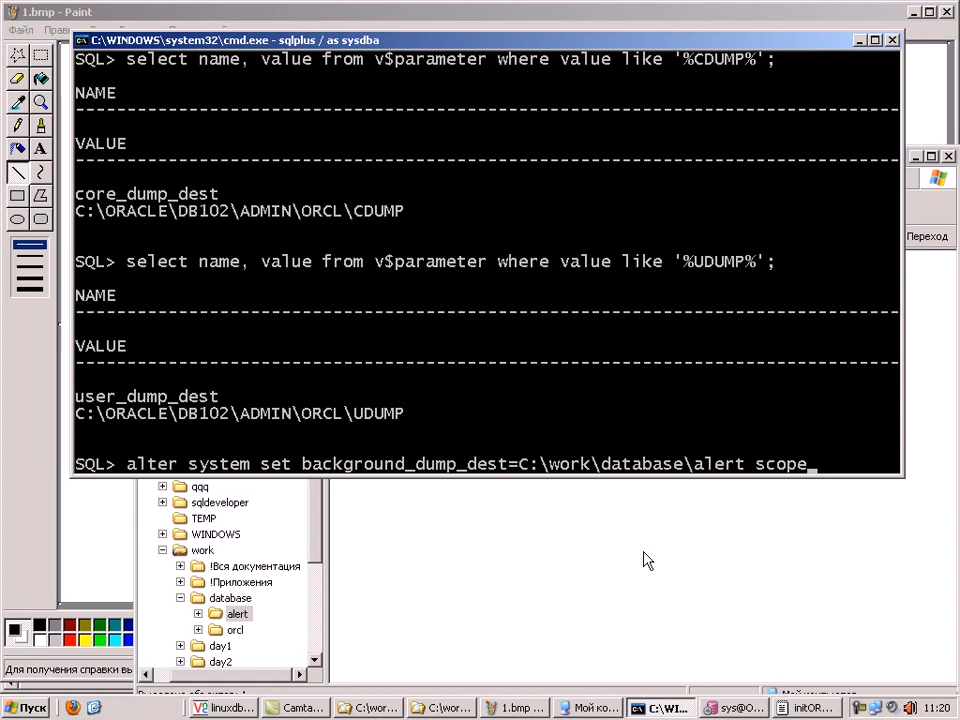 1.bmp - Paint
Файл
C:\WINDOWS\system32\cmd.exe - sqlplus / as sysdba
SQL> select name, value from v$parameter where value like '%CDUMP%';
NAME
--------------------------------------------------------------------------------
VALUE
--------------------------------------------------------------------------------
core_dump_dest
C:\ORACLE\DB102\ADMIN\ORCL\CDUMP
SQL> select name, value from v$parameter where value like '%UDUMP%';
NAME
--------------------------------------------------------------------------------
VALUE
--------------------------------------------------------------------------------
user_dump_dest
C:\ORACLE\DB102\ADMIN\ORCL\UDUMP
SQL> alter system set background_dump_dest=C:\work\database\alert scope_
Переход
qqq
sqldeveloper
TEMP
WINDOWS
work
!Вся документация
!Приложения
database
alert
orcl
day1
day2
Для получения справки вы
Мой компьютер
Пуск
linuxdb...
Camta...
C:\wor...
C:\wor...
1.bmp ...
Мой ко...
C:\WI...
sys@O...
initOR...
11:20